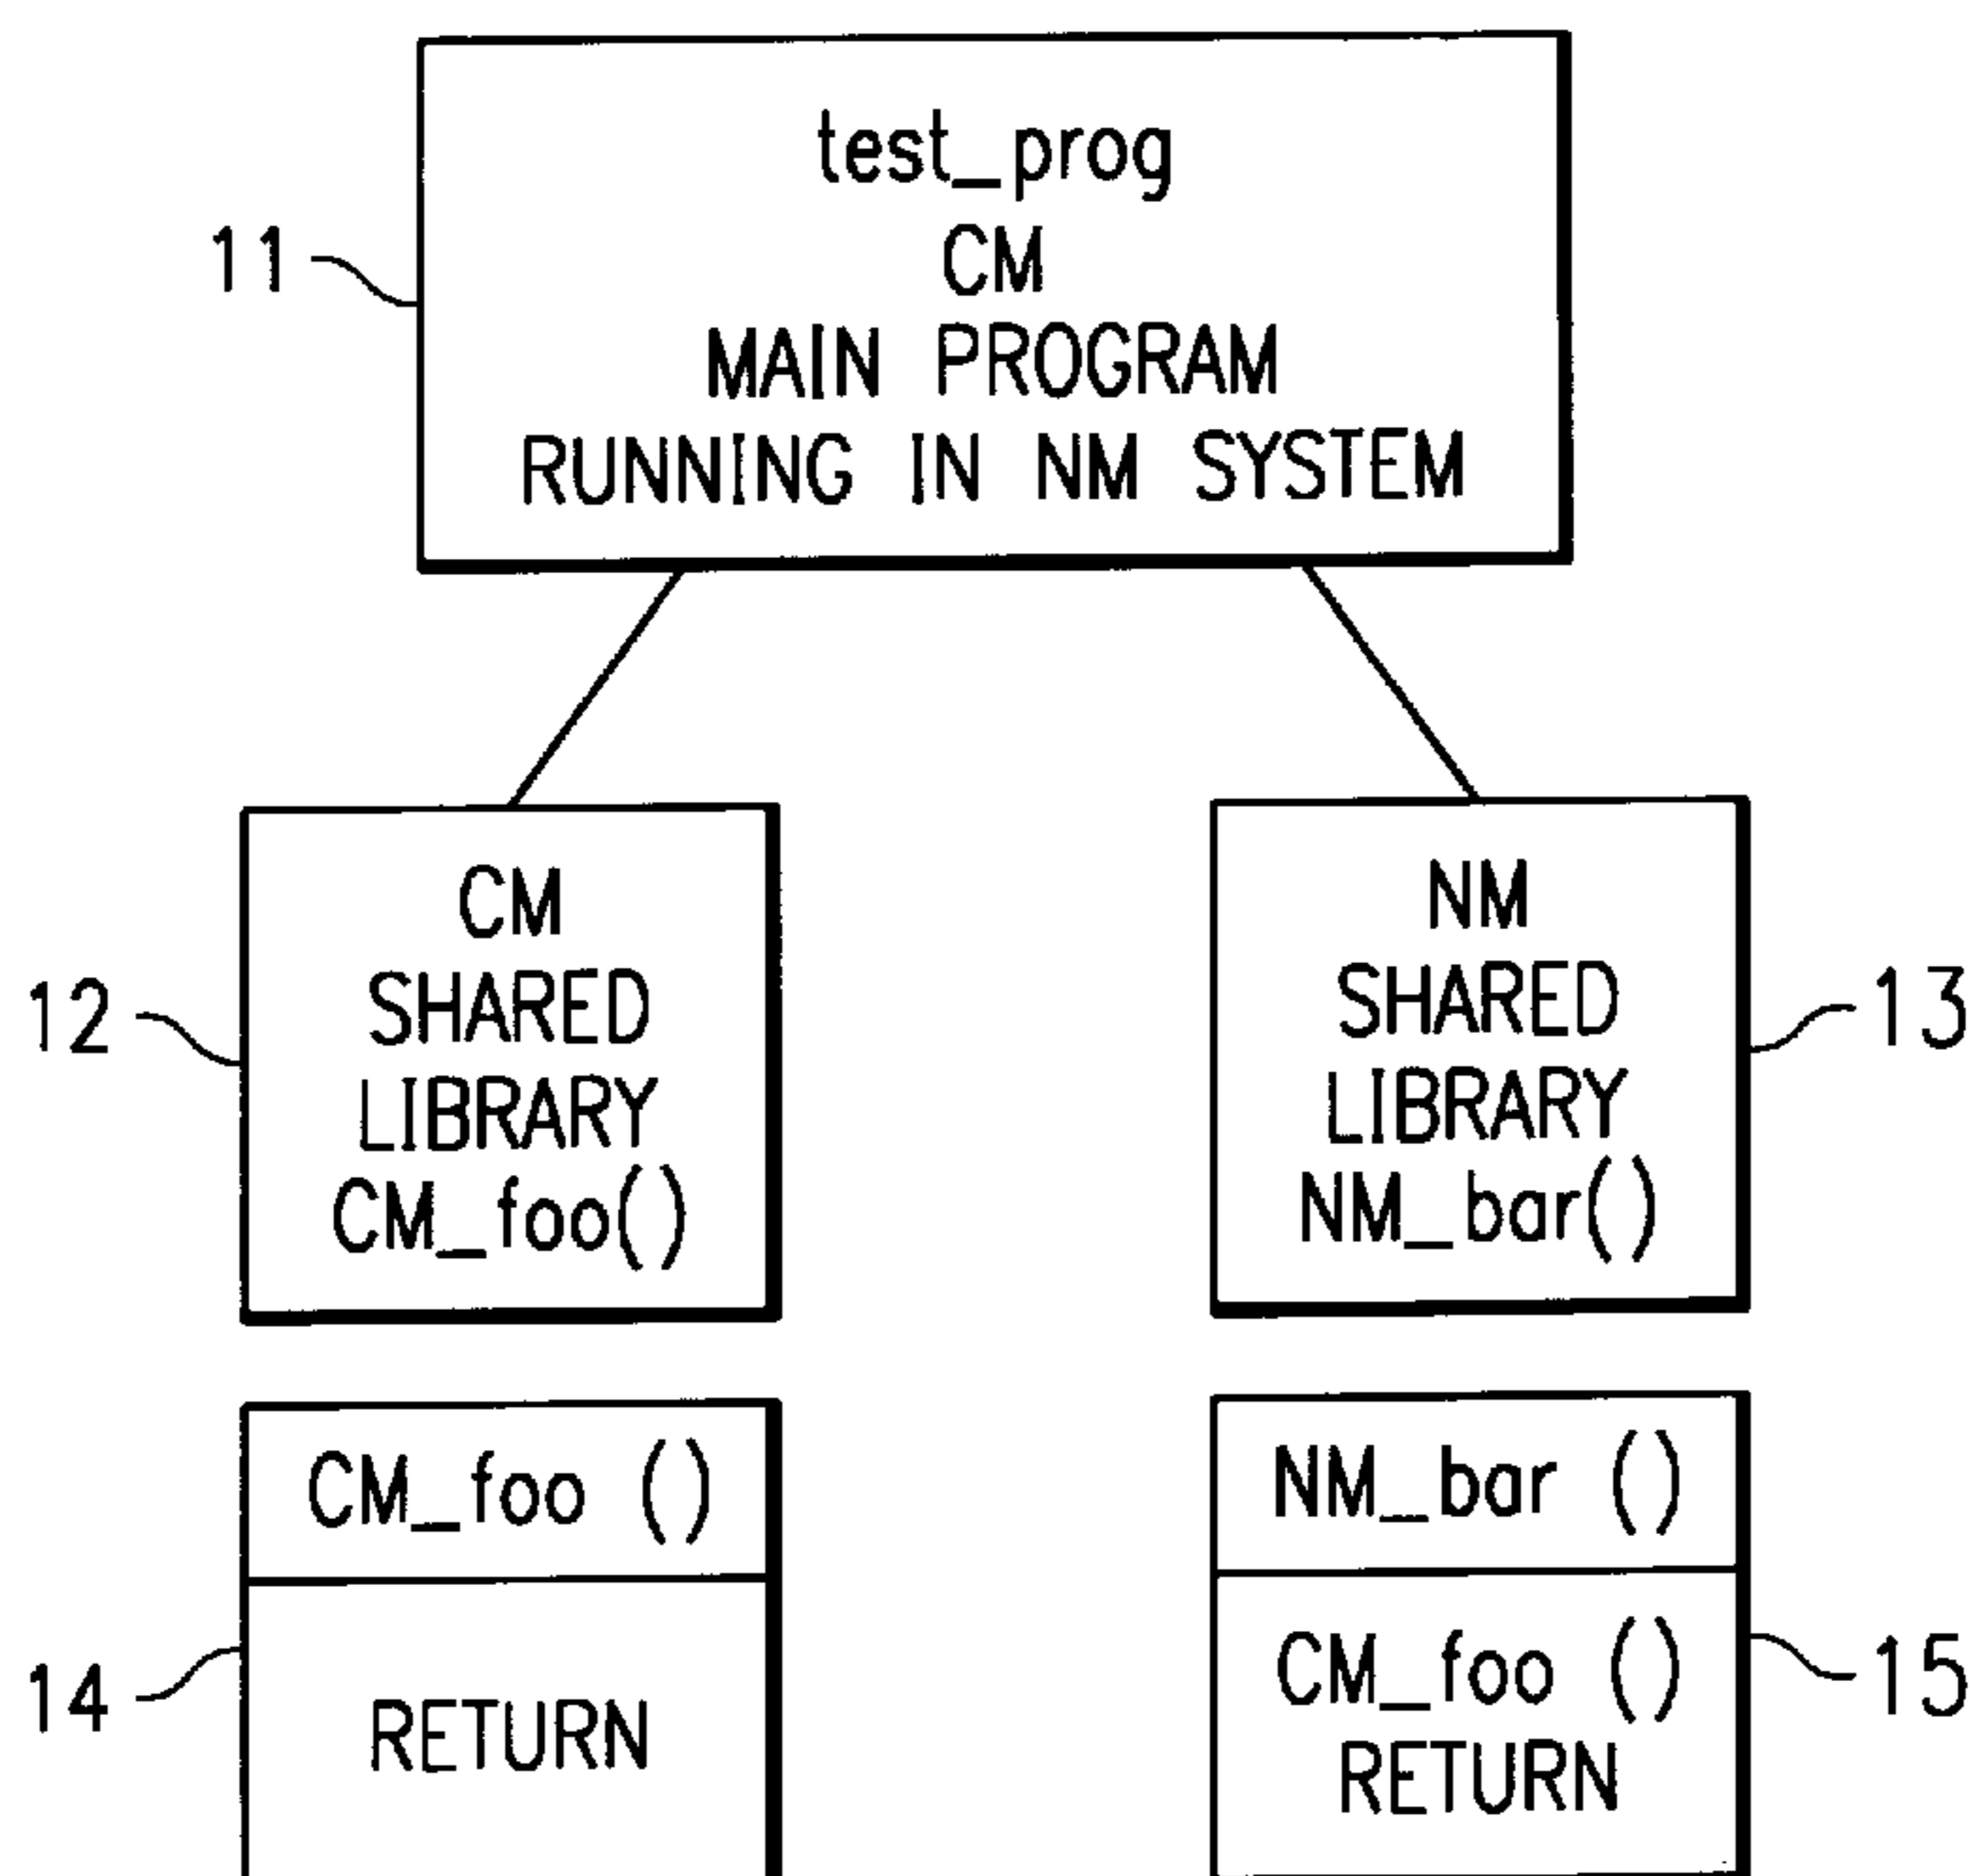 test_prog
CM
MAIN PROGRAM
RUNNING IN NM SYSTEM
11
CM
SHARED
LIBRARY
CM_foo()
12
NM
SHARED
LIBRARY
NM_bar()
13
CM_foo ()
RETURN
14
NM_bar ()
CM_foo ()
RETURN
15